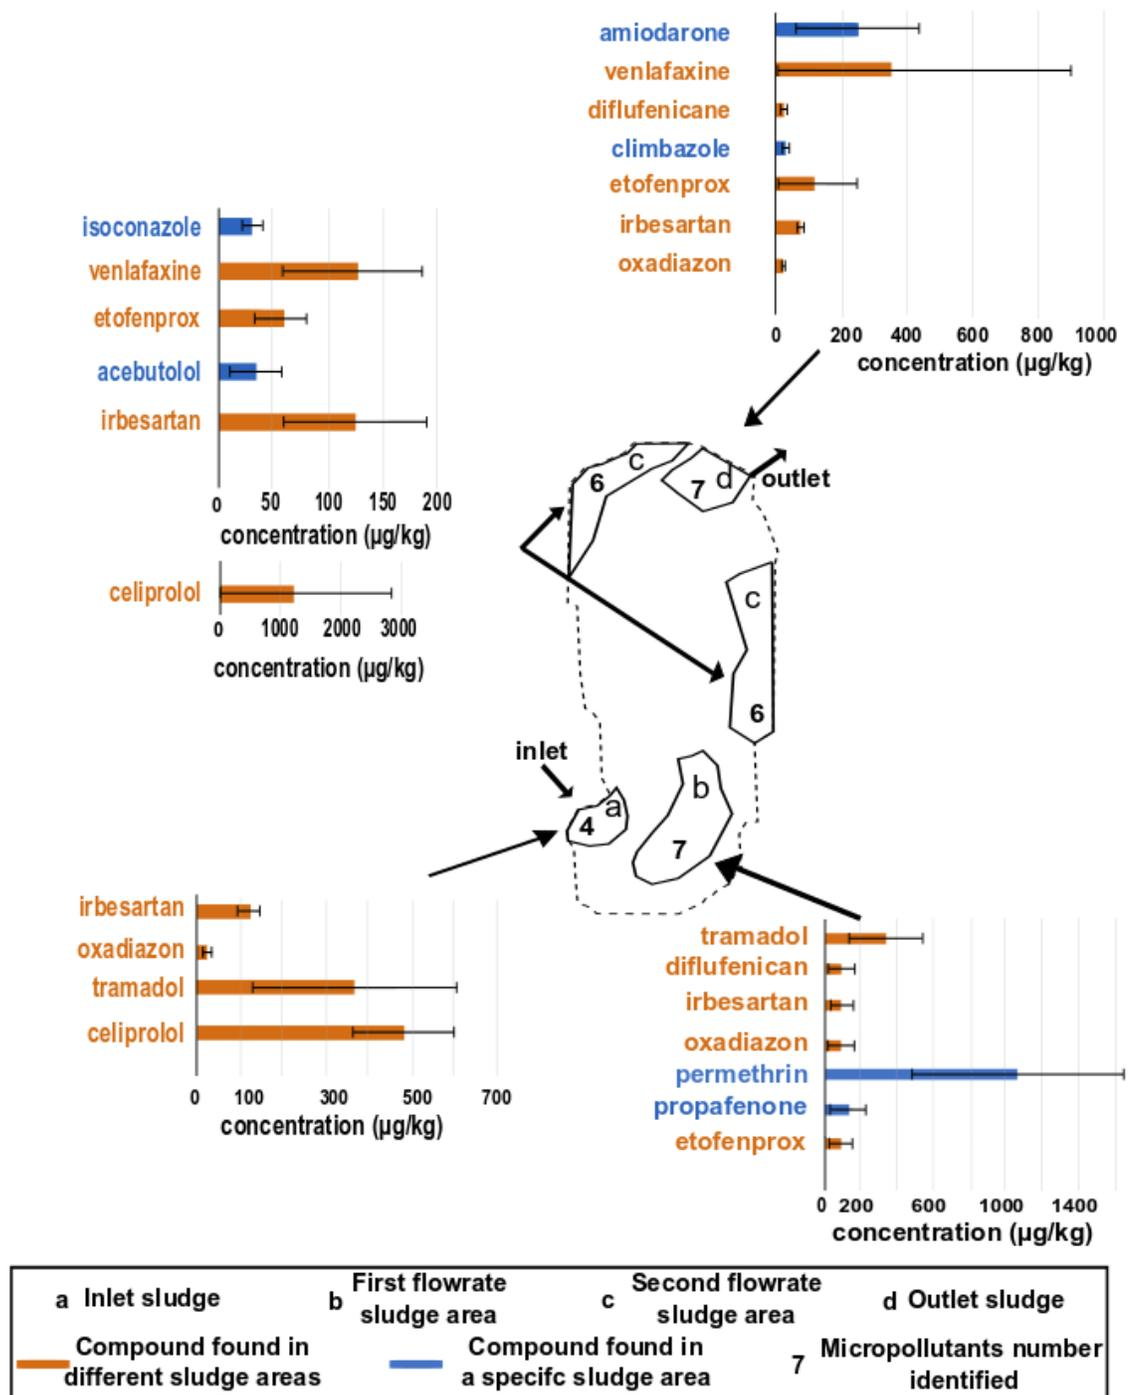 amiodarone
venlafaxine
diflufenicane
climbazole
etofenprox
irbesartan
oxadiazon
0 200 400 600 800 1000
concentration (µg/kg)
isoconazole
venlafaxine
etofenprox
acebutolol
irbesartan
0 50 100 150 200
concentration (µg/kg)
celiprolol
0 1000 2000 3000
concentration (µg/kg)
c
6
d
7
outlet
c
6
inlet
a
4
b
7
irbesartan
oxadiazon
tramadol
celiprolol
0 100 300 500 700
concentration (µg/kg)
tramadol
diflufenican
irbesartan
oxadiazon
permethrin
propafenone
etofenprox
0 200 600 1000 1400
concentration (µg/kg)
a Inlet sludge
b First flowrate
sludge area
c Second flowrate
sludge area
d Outlet sludge
Compound found in
different sludge areas
Compound found in
a specifc sludge area
7 Micropollutants number
identified